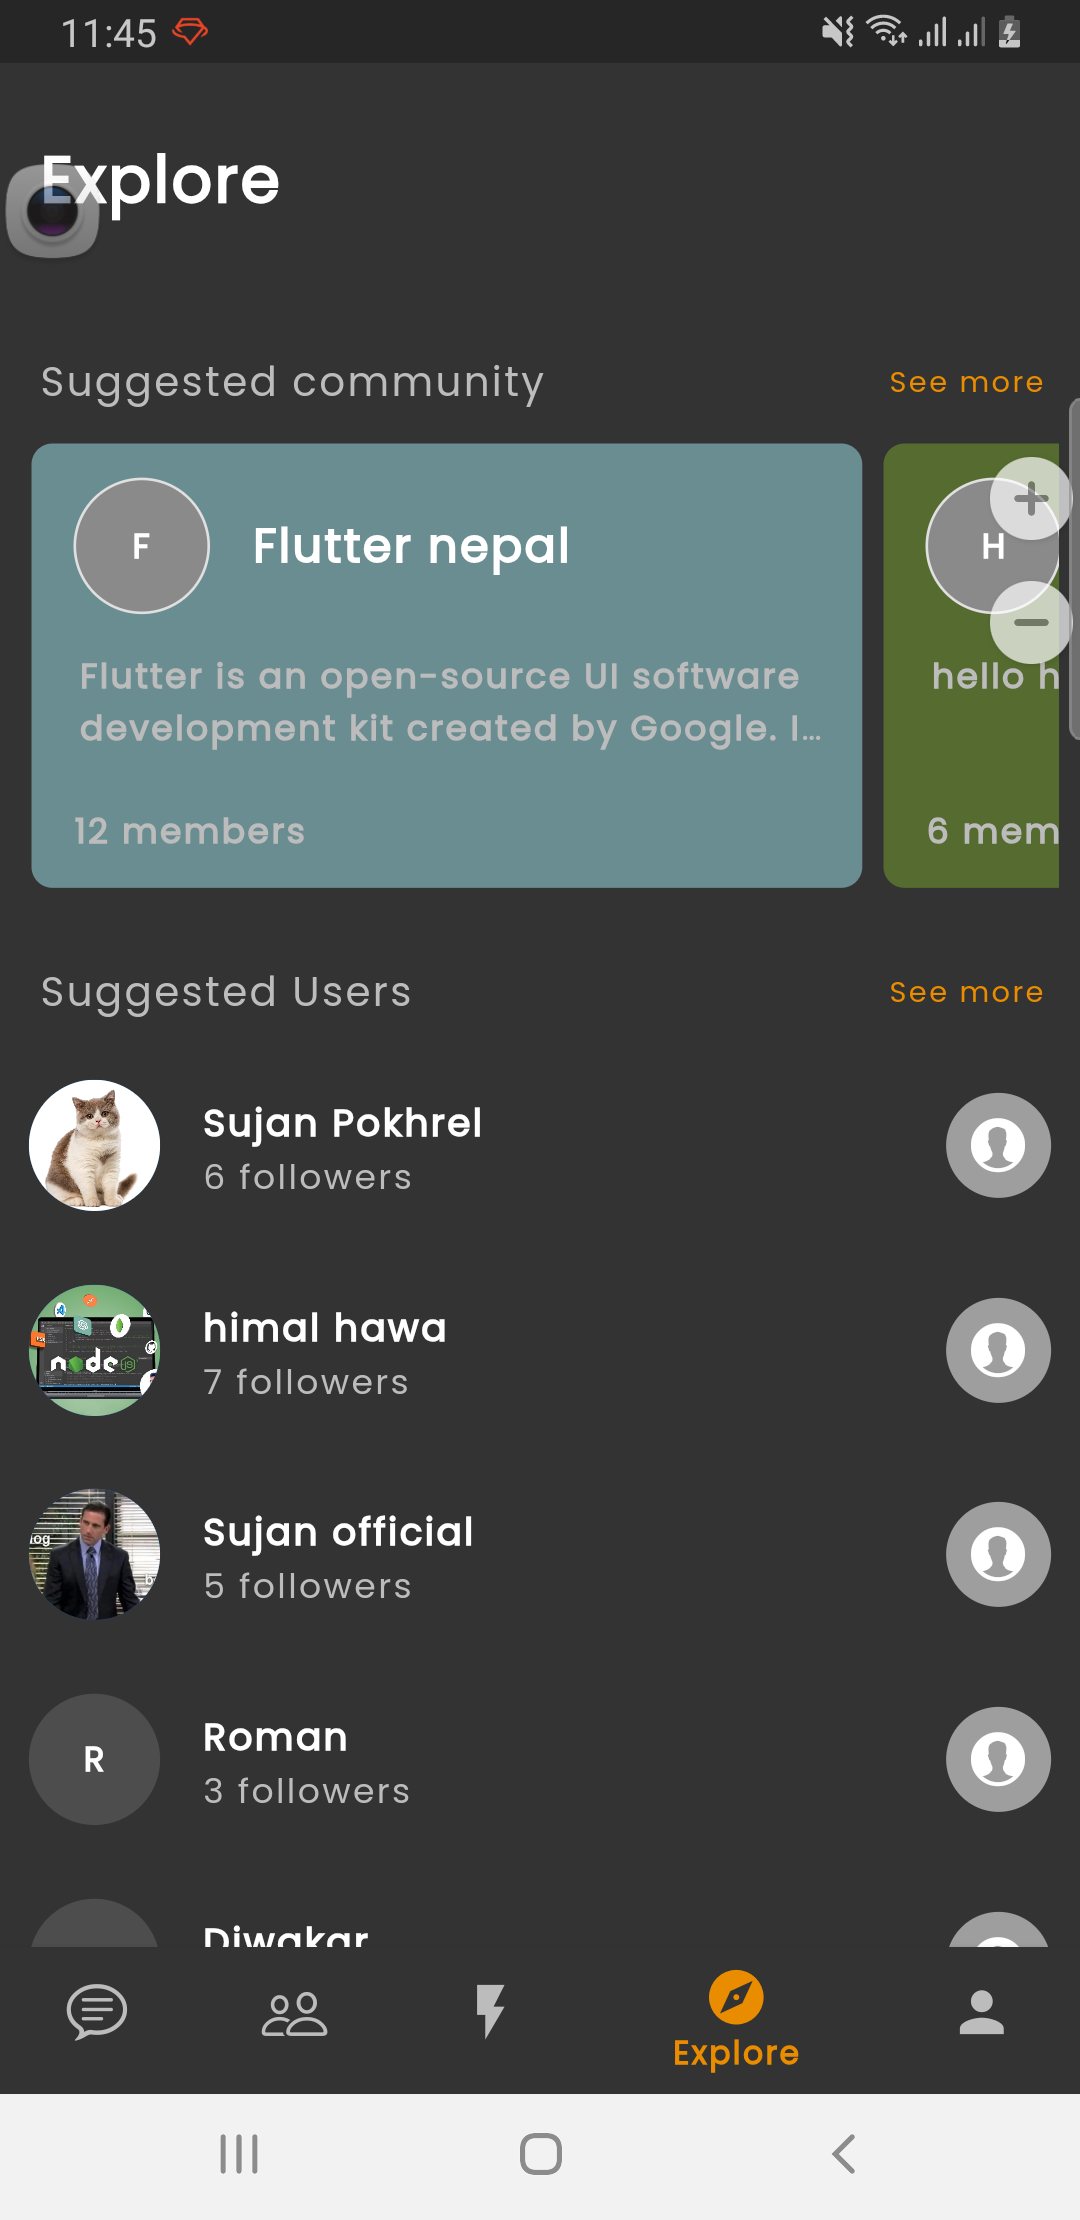 11:45
Explore
Suggested community
See more
F
Flutter nepal
Flutter is an open-source UI software
development kit created by Google. I...
12 members
H
hello h
6 mem
Suggested Users
See more
Sujan Pokhrel
6 followers
node
himal hawa
7 followers
Sujan official
5 followers
R
Roman
3 followers
Diwakar
Explore